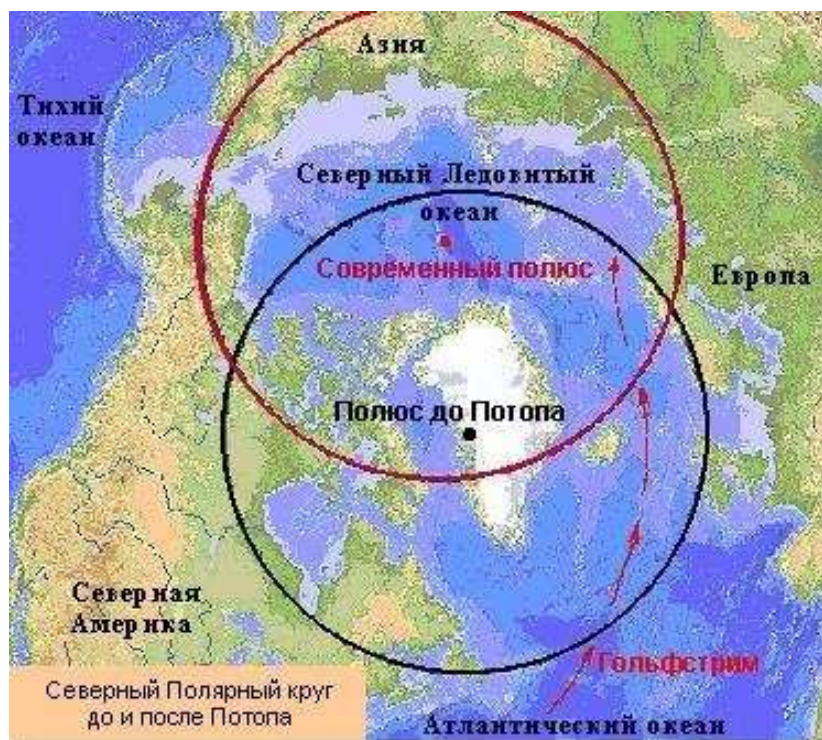 Азия
Тихий
океан
Северный Ледовитый
океан
Современный полюс
Европа
Полюс до Потопа
Северная
Америка
Гольфстрим
Северный Полярный круг
до и после Потопа
Атлантический океан